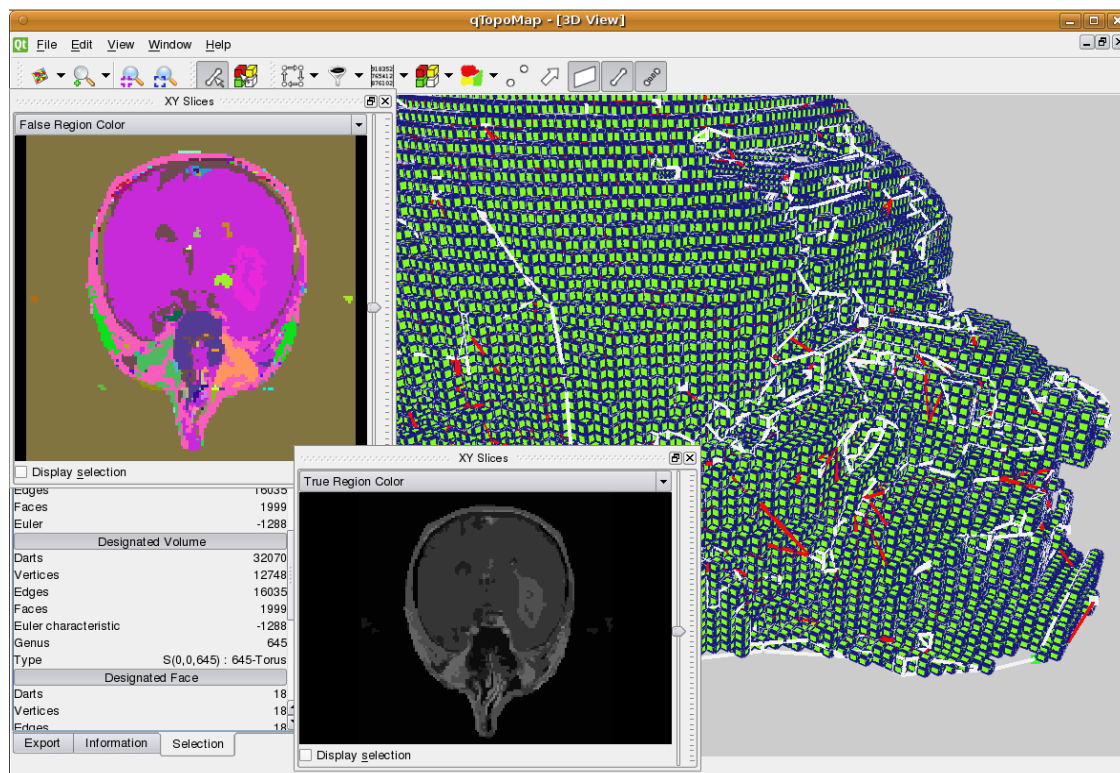 qTopoMap - [3D View]
File Edit View Window Help
918352
765412
XY Slices
False Region Color
Display selection
Edges 16035
Faces 1999
Euler -1288
Designated Volume
Darts 32070
Vertices 12748
Edges 16035
Faces 1999
Euler characteristic -1288
Genus 645
Type S(0,0,645) : 645-Torus
Designated Face
Darts 18
Vertices 18
Edges 18
Export Information Selection
XY Slices
True Region Color
Display selection